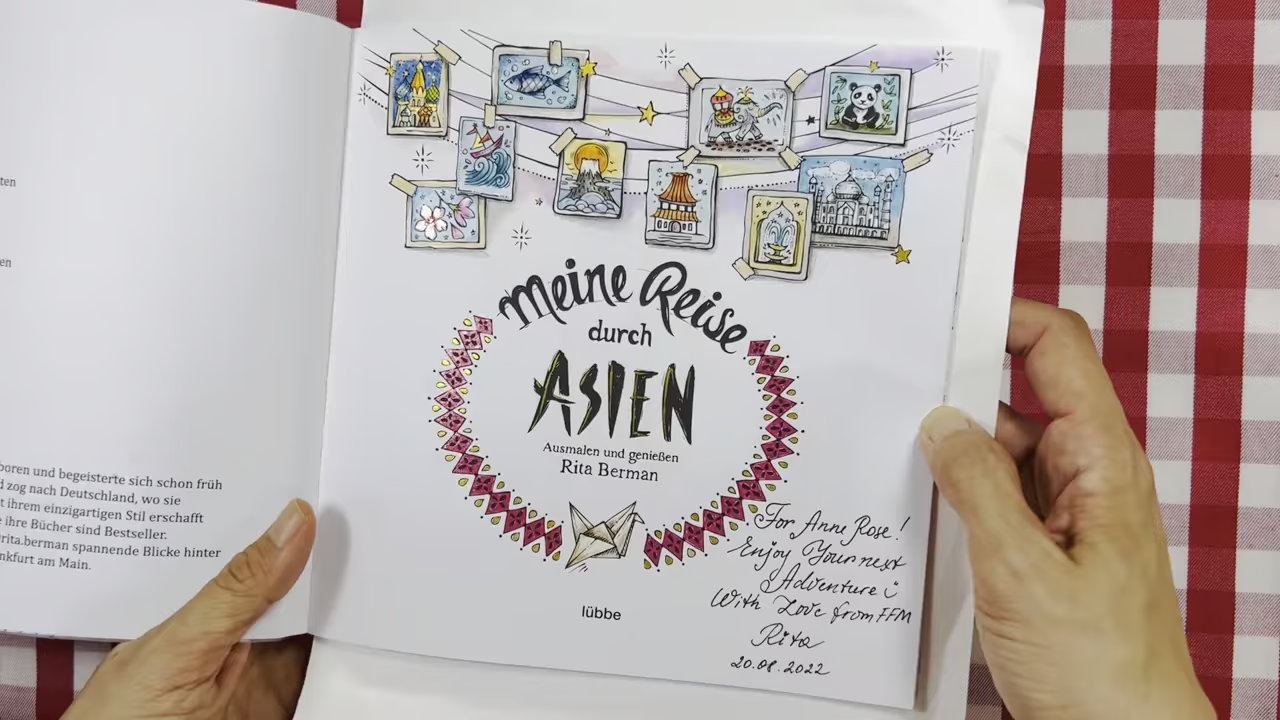 ten
en
boren und begeisterte sich schon früh
d zog nach Deutschland, wo sie
t ihrem einzigartigen Stil erschafft
e ihre Bücher sind Bestseller.
rita.berman spannende Blicke hinter
nkfurt am Main.
Meine Reise
durch
ASIEN
Ausmalen und genießen
Rita Berman
lübbe
For Anne Rose!
Enjoy Your next
Adventure
With Love from FFM
Rita
20.08.2022